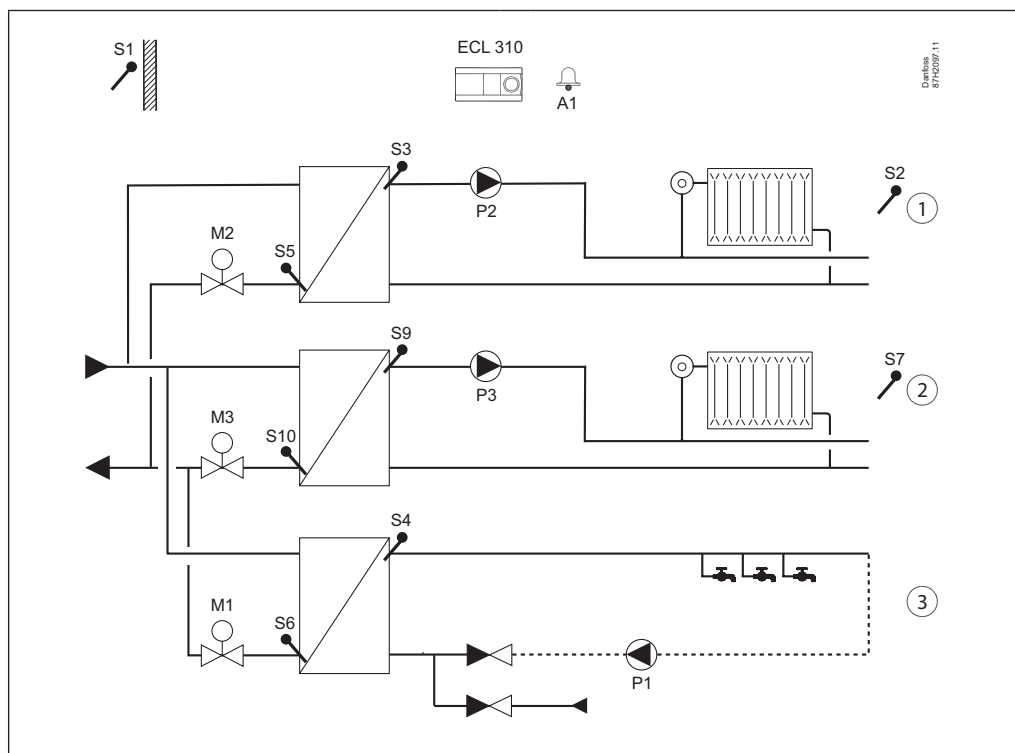 S1
ECL 310
A1
Danfoss
87H2097.11
S3
P2
S2
1
M2
S5
S9
P3
S7
2
M3
S10
S4
3
M1
S6
P1